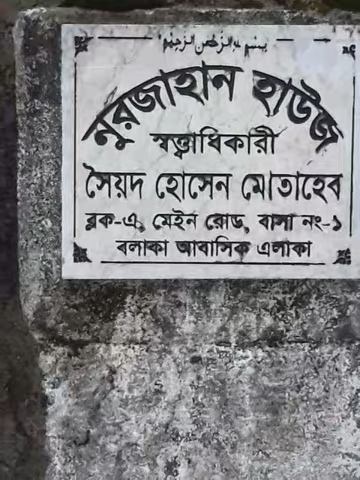 بسم الله الرحمن الرحيم
নুরজাহান হাউজ
স্বত্ত্বাধিকারী
সৈয়দ হোসেন মোতাহেব
ব্লক-এ, মেইন রোড, বাসা নং-১
বলাকা আবাসিক এলাকা